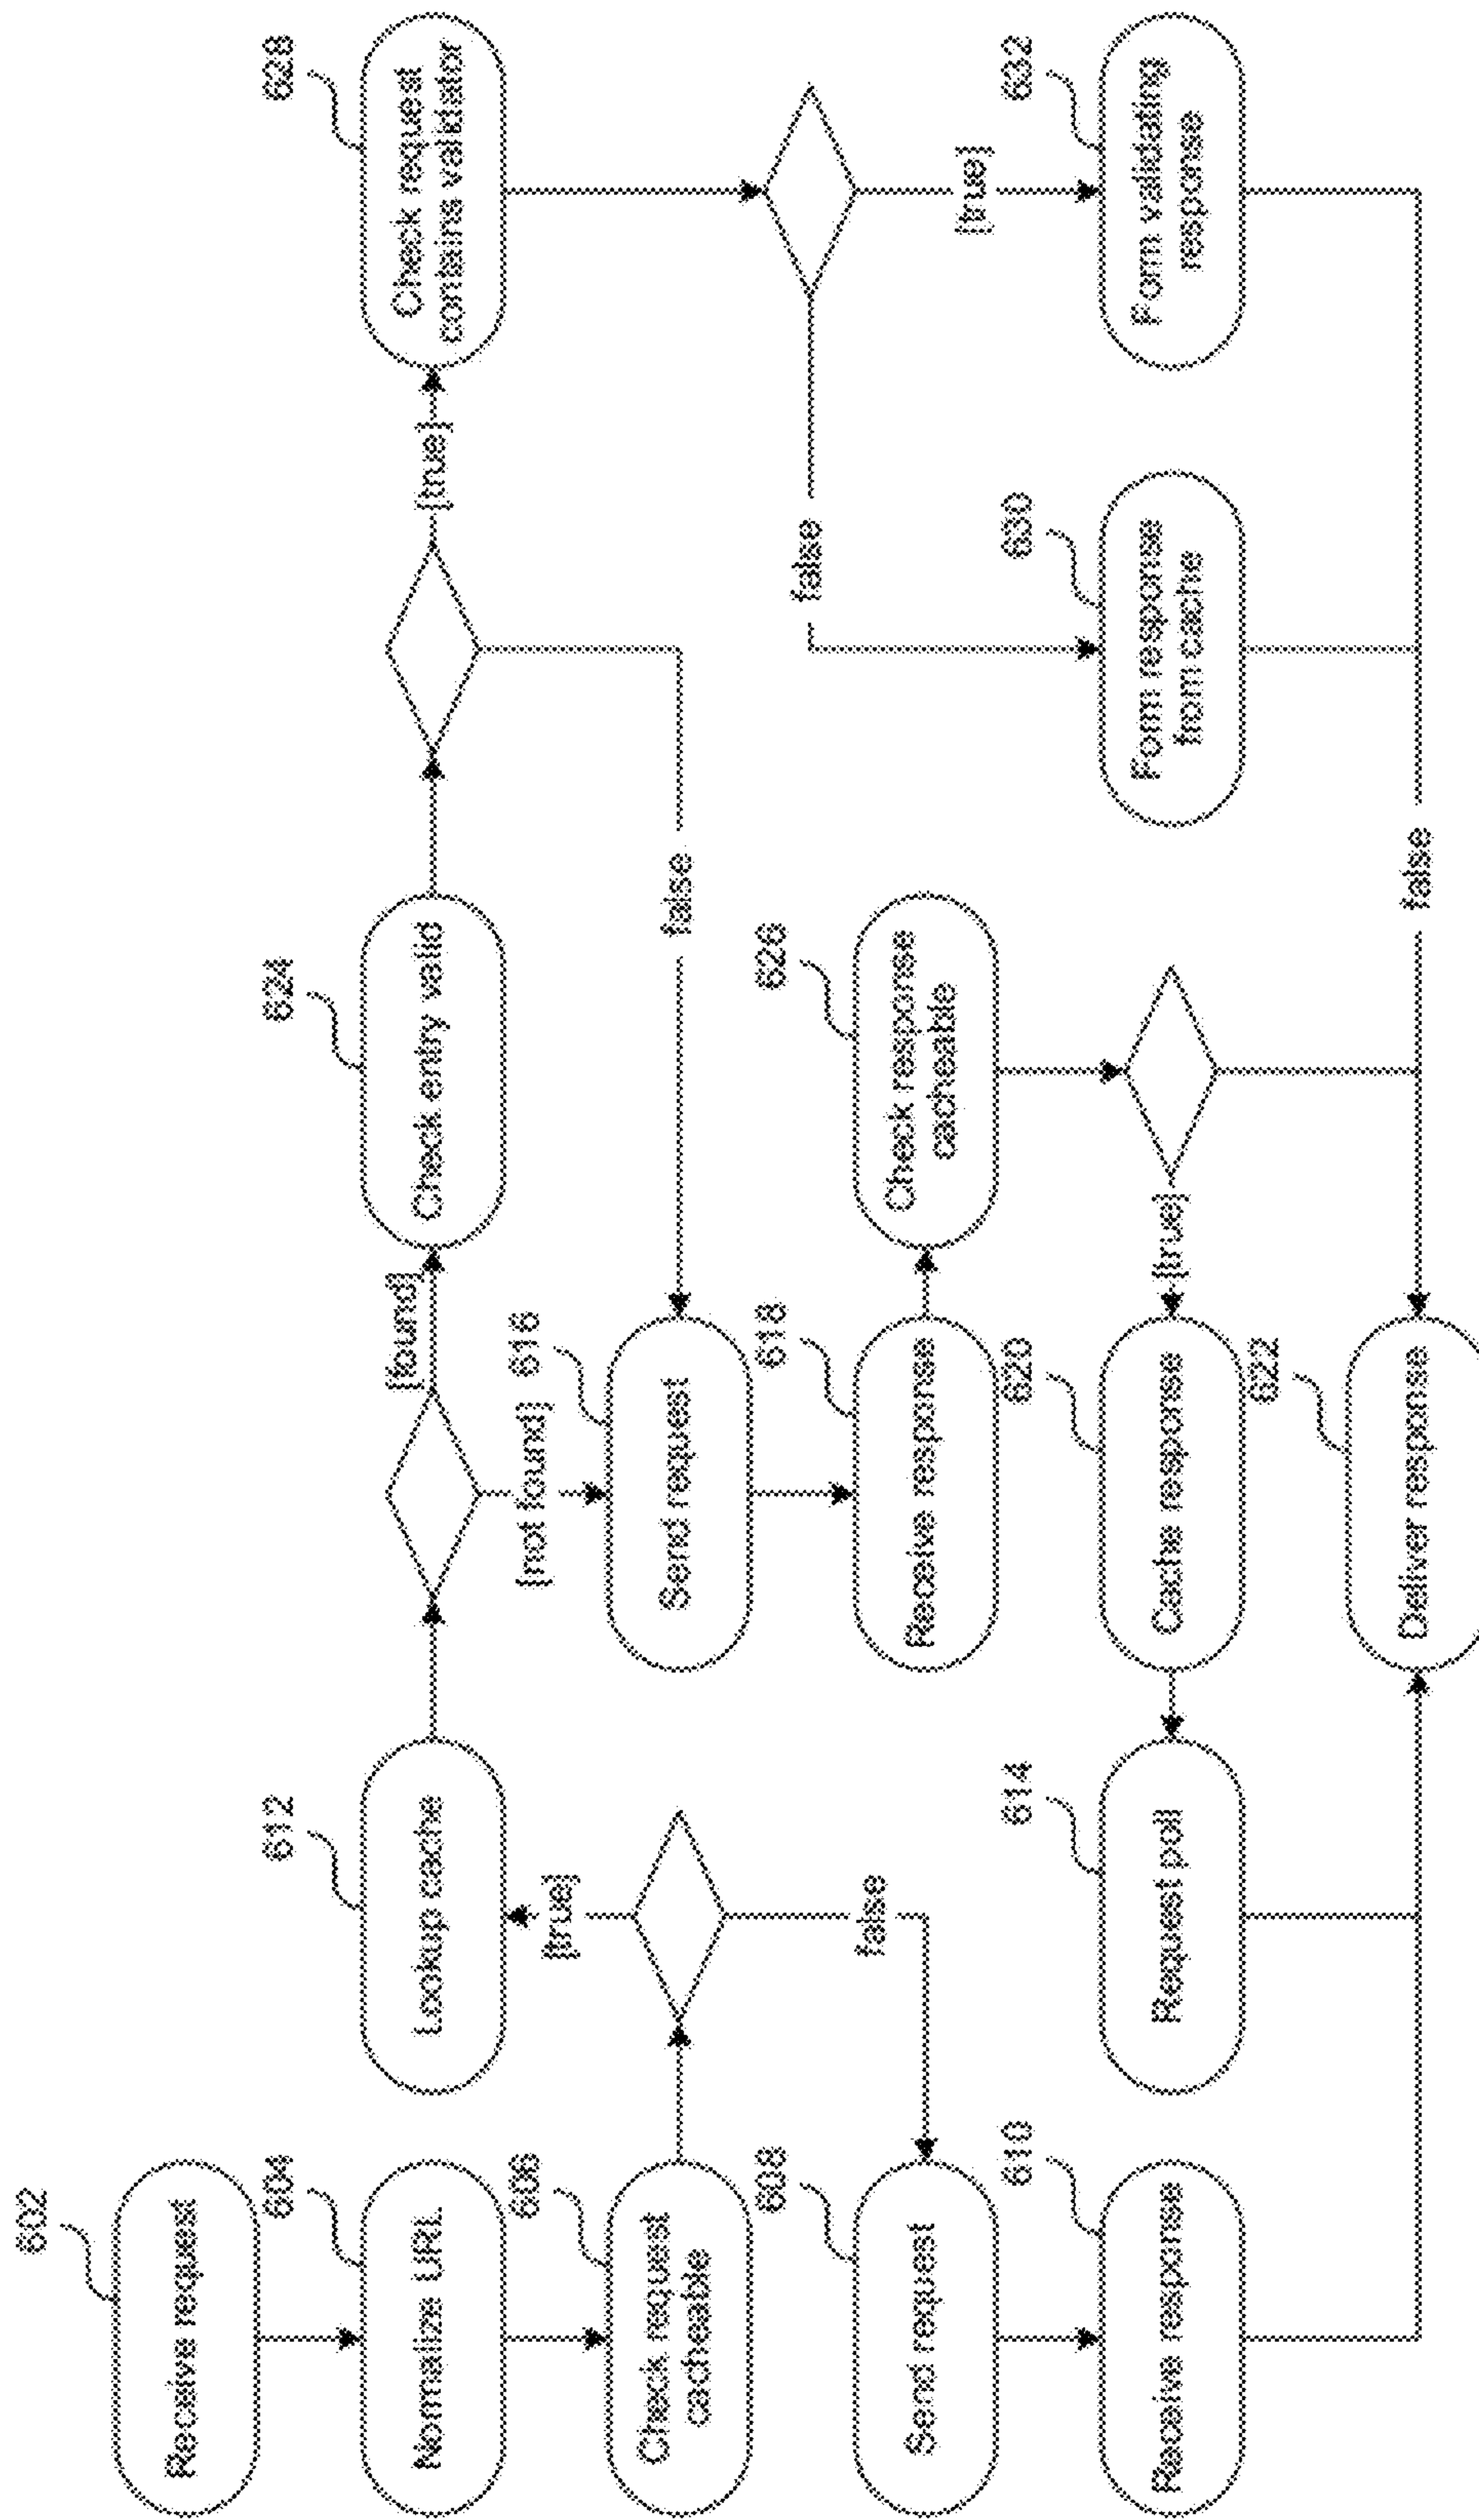 602
Receive request
604
Normalize URL
606
Check request
cacheable
608
Send request
610
Receive response
612
Lookup cache
[true]
false
614
Request poll
[found]
[not found]
616
Send request
618
Receive response
620
Cache response
622
Deliver response
624
Check entry valid
626
Check response
cacheable
[true]
false
[true]
false
628
Check request
contains validator
false
[true]
630
Form response
from cache
632
Form validating
response